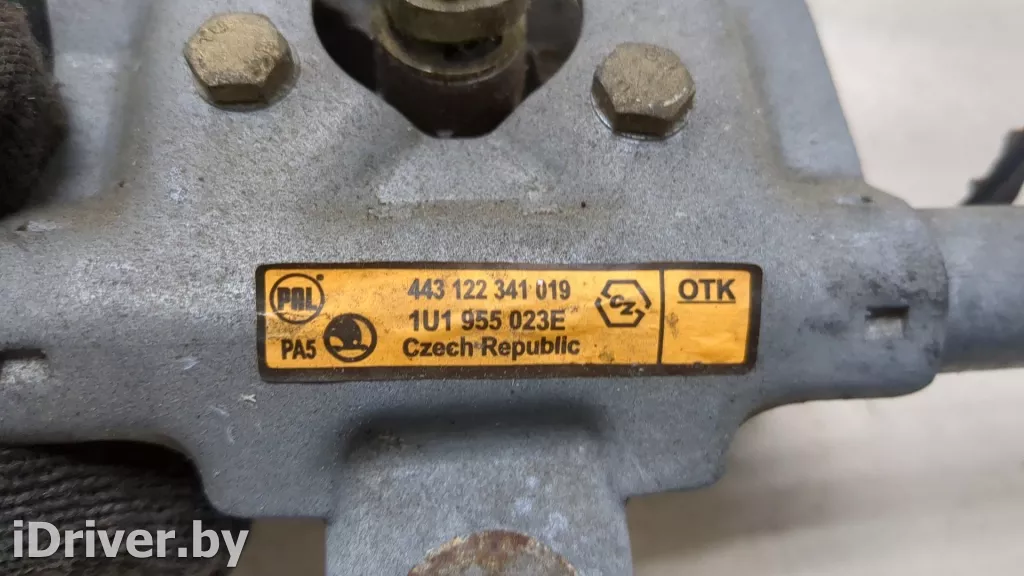 PAL ®
443 122 341 019
CZ
OTK
1U1 955 023E
PA5
Czech Republic
iDriver.by